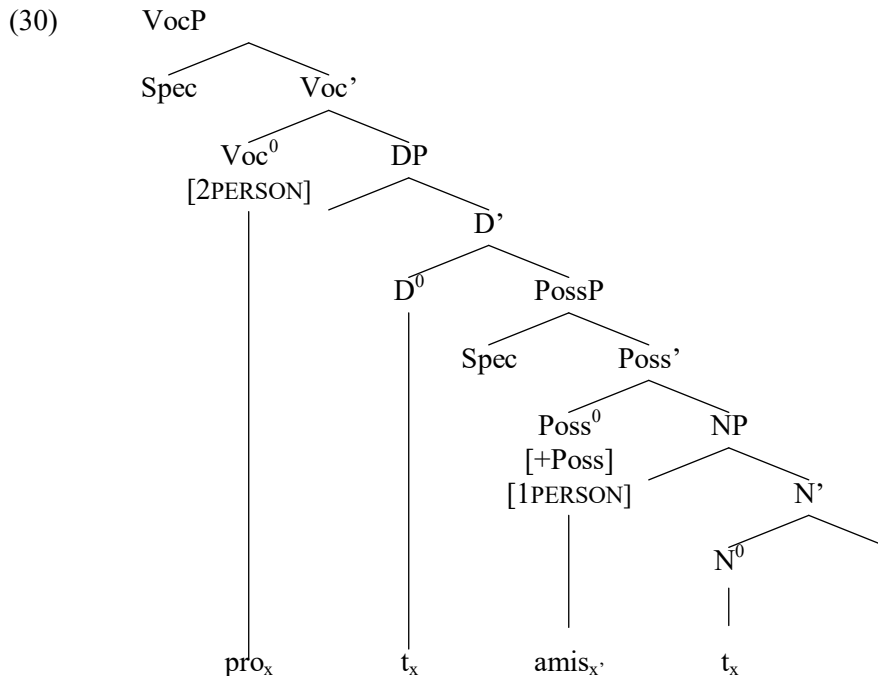 (30) VocP
Spec Voc’
Voc⁰ DP
[2PERSON]
D’
D⁰ PossP
Spec Poss’
Poss⁰ NP
[+Poss]
[1PERSON] N’
N⁰
proₓ tₓ amisₓ’ tₓ